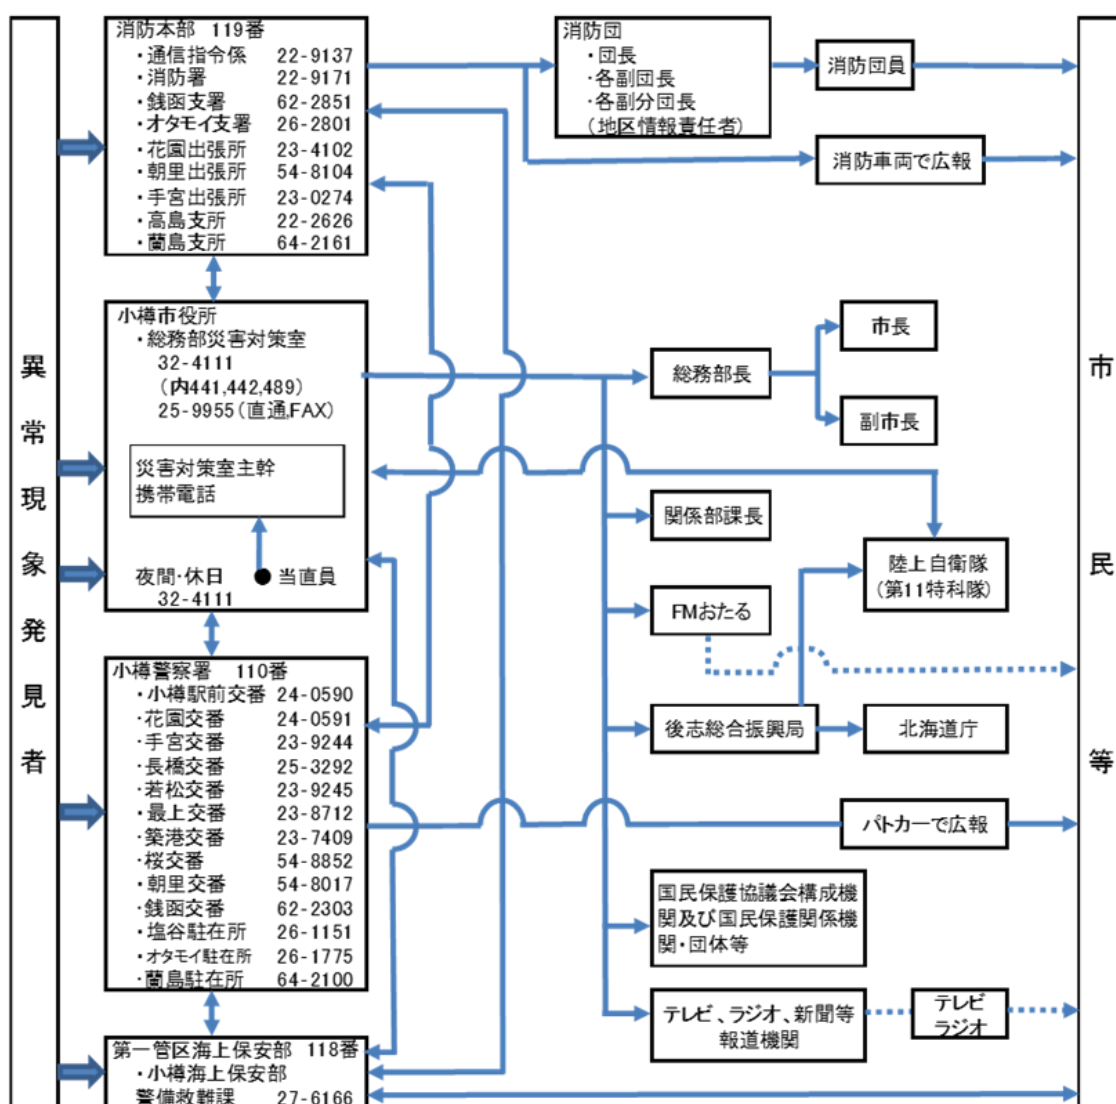 異常現象発見者
消防本部 119番
・通信指令係 22-9137
・消防署 22-9171
・銭函支署 62-2851
・オタモイ支署 26-2801
・花園出張所 23-4102
・朝里出張所 54-8104
・手宮出張所 23-0274
・高島支所 22-2626
・蘭島支所 64-2161
小樽市役所
・総務部災害対策室
32-4111
(内441,442,489)
25-9955(直通,FAX)
災害対策室主幹
携帯電話
夜間・休日 ●当直員
32-4111
小樽警察署 110番
・小樽駅前交番 24-0590
・花園交番 24-0591
・手宮交番 23-9244
・長橋交番 25-3292
・若松交番 23-9245
・最上交番 23-8712
・築港交番 23-7409
・桜交番 54-8852
・朝里交番 54-8017
・銭函交番 62-2303
・塩谷駐在所 26-1151
・オタモイ駐在所 26-1775
・蘭島駐在所 64-2100
第一管区海上保安部 118番
・小樽海上保安部
警備救難課 27-6166
消防団
・団長
・各副団長
・各副分団長
(地区情報責任者)
消防団員
消防車両で広報
総務部長
市長
副市長
関係部課長
陸上自衛隊
(第11特科隊)
FMおたる
後志総合振興局
北海道庁
パトカーで広報
国民保護協議会構成機
関及び国民保護関係機
関・団体等
テレビ、ラジオ、新聞等
報道機関
テレビ
ラジオ
市民等